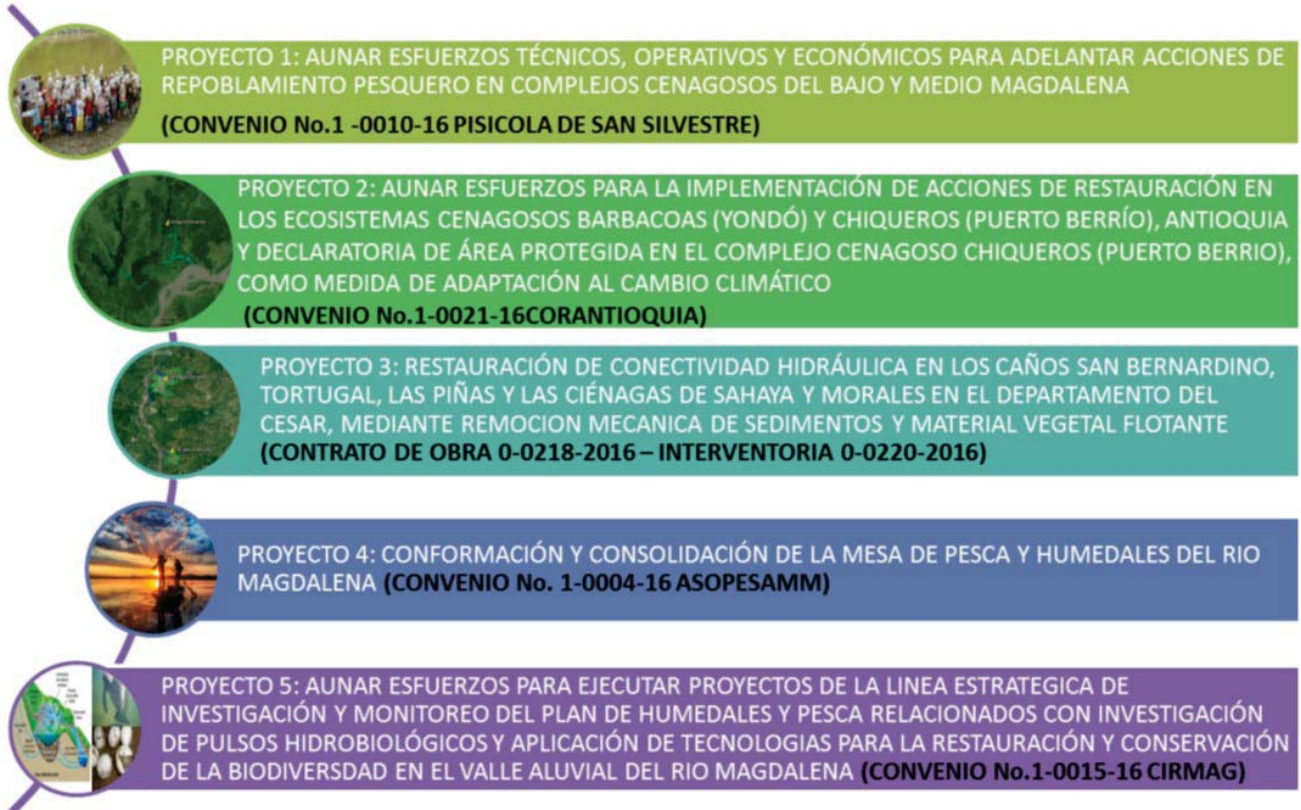 PROYECTO 1: AUNAR ESFUERZOS TÉCNICOS, OPERATIVOS Y ECONÓMICOS PARA ADELANTAR ACCIONES DE
REPOBLAMIENTO PESQUERO EN COMPLEJOS CENAGOSOS DEL BAJO Y MEDIO MAGDALENA
(CONVENIO No.1 -0010-16 PISICOLA DE SAN SILVESTRE)
PROYECTO 2: AUNAR ESFUERZOS PARA LA IMPLEMENTACIÓN DE ACCIONES DE RESTAURACIÓN EN
LOS ECOSISTEMAS CENAGOSOS BARBACOAS (YONDÓ) Y CHIQUEROS (PUERTO BERRÍO), ANTIOQUIA
Y DECLARATORIA DE ÁREA PROTEGIDA EN EL COMPLEJO CENAGOSO CHIQUEROS (PUERTO BERRIO),
COMO MEDIDA DE ADAPTACIÓN AL CAMBIO CLIMÁTICO
(CONVENIO No.1-0021-16CORANTIOQUIA)
PROYECTO 3: RESTAURACIÓN DE CONECTIVIDAD HIDRÁULICA EN LOS CAÑOS SAN BERNARDINO,
TORTUGAL, LAS PIÑAS Y LAS CIÉNAGAS DE SAHAYA Y MORALES EN EL DEPARTAMENTO DEL
CESAR, MEDIANTE REMOCION MECANICA DE SEDIMENTOS Y MATERIAL VEGETAL FLOTANTE
(CONTRATO DE OBRA 0-0218-2016 – INTERVENTORIA 0-0220-2016)
PROYECTO 4: CONFORMACIÓN Y CONSOLIDACIÓN DE LA MESA DE PESCA Y HUMEDALES DEL RIO
MAGDALENA (CONVENIO No. 1-0004-16 ASOPESAMM)
PROYECTO 5: AUNAR ESFUERZOS PARA EJECUTAR PROYECTOS DE LA LINEA ESTRATEGICA DE
INVESTIGACIÓN Y MONITOREO DEL PLAN DE HUMEDALES Y PESCA RELACIONADOS CON INVESTIGACIÓN
DE PULSOS HIDROBIOLÓGICOS Y APLICACIÓN DE TECNOLOGIAS PARA LA RESTAURACIÓN Y CONSERVACIÓN
DE LA BIODIVERSDAD EN EL VALLE ALUVIAL DEL RIO MAGDALENA (CONVENIO No.1-0015-16 CIRMAG)